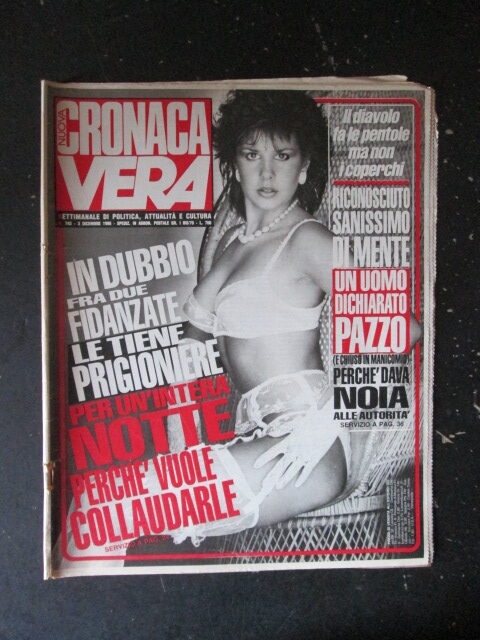 NUOVA
CRONACA
VERA
SETTIMANALE DI POLITICA, ATTUALITÀ E CULTURA
Il diavolo
fa le pentole
ma non
i coperchi
RICONOSCIUTO
SANISSIMO
DI MENTE
UN UOMO
DICHIARATO
PAZZO
(E CHIUSO IN MANICOMIO)
PERCHE' DAVA
NOIA
ALLE AUTORITA'
SERVIZIO A PAG. 36
IN DUBBIO
FRA DUE
FIDANZATE
LE TIENE
PRIGIONIERE
PER UN'INTERA
NOTTE
PERCHE' VUOLE
COLLAUDARLE
SERVIZIO A PAG.